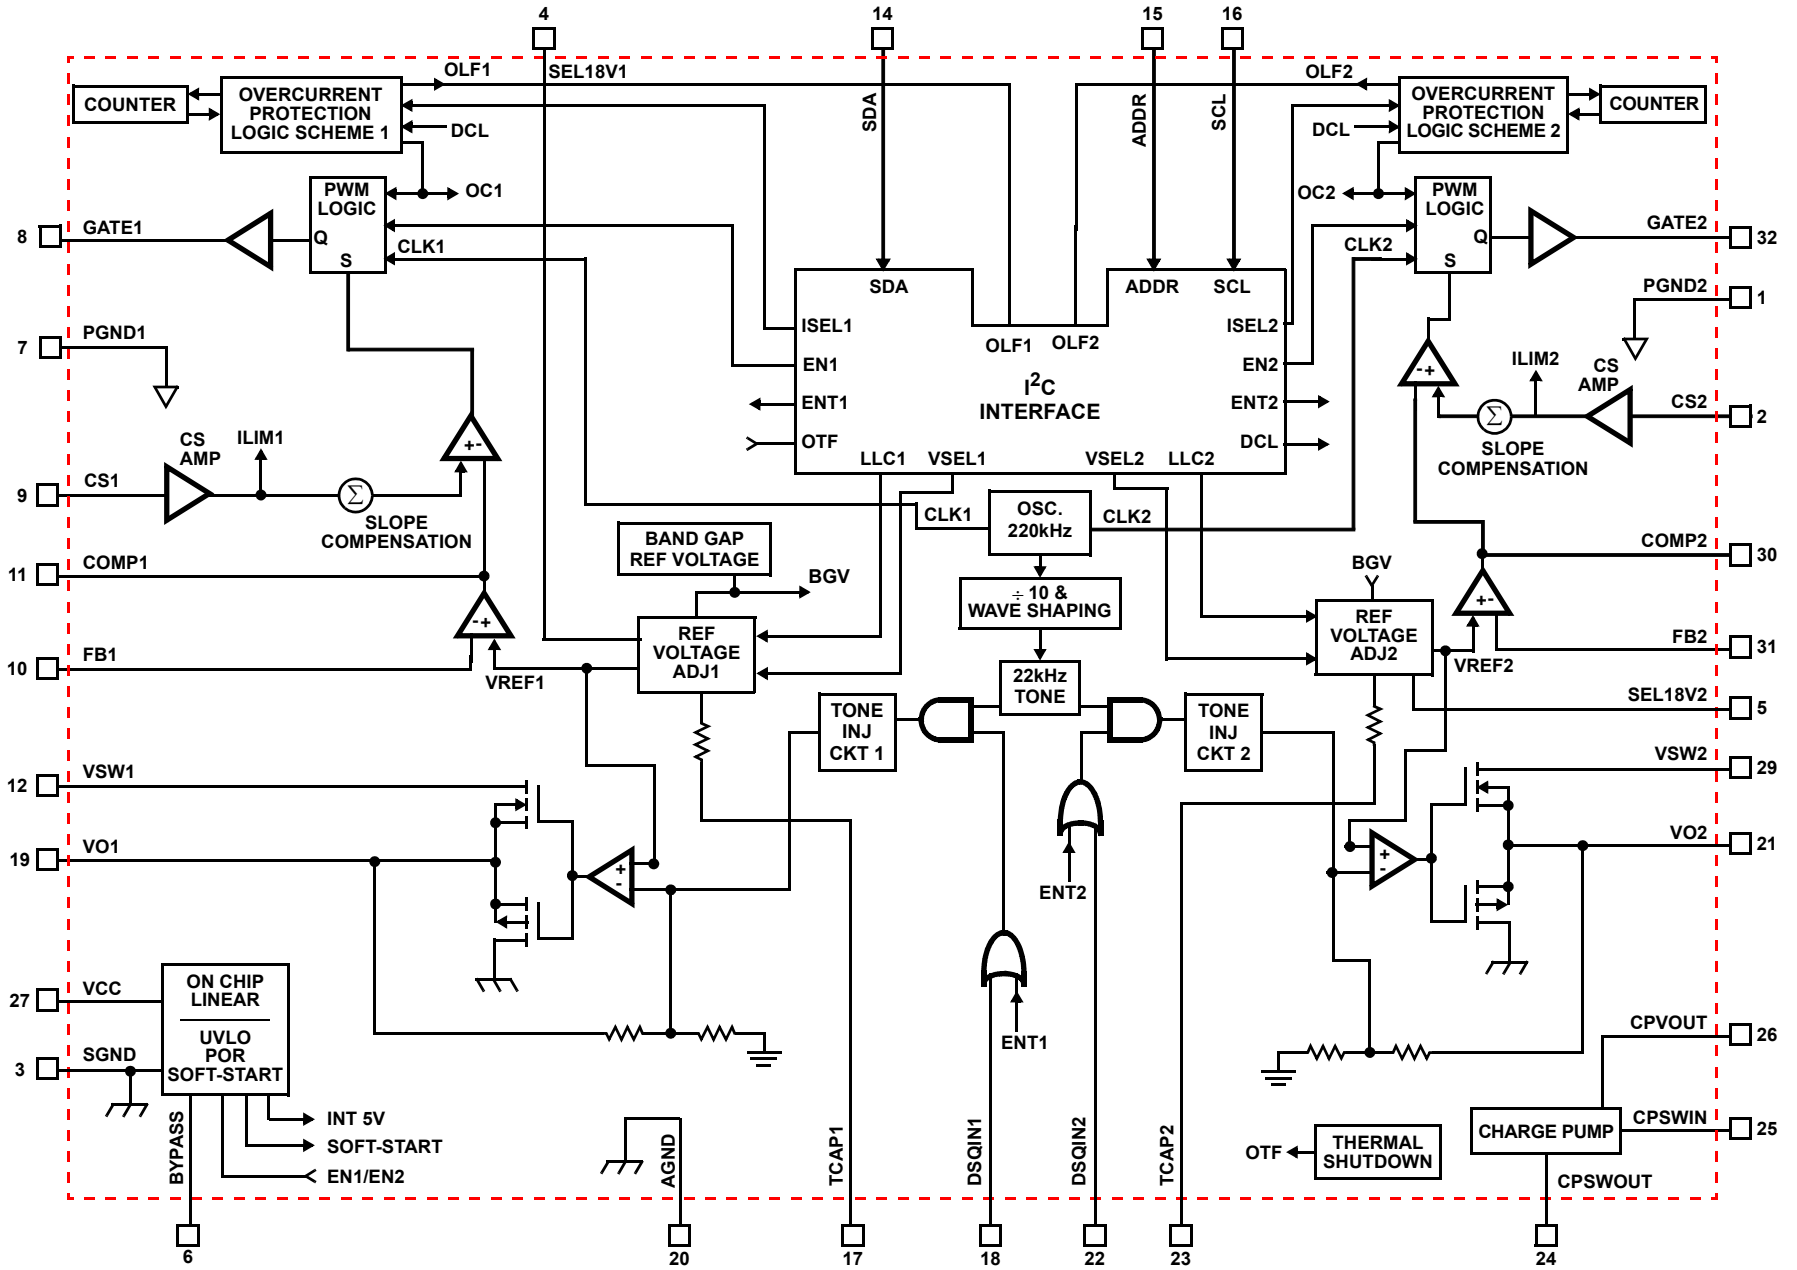 4
14
15
16
OLF1
SEL18V1
OLF2
COUNTER
OVERCURRENT
PROTECTION
LOGIC SCHEME 1
DCL
SDA
ADDR
SCL
DCL
OVERCURRENT
PROTECTION
LOGIC SCHEME 2
COUNTER
PWM
LOGIC
Q
S
OC1
CLK1
OC2
CLK2
PWM
LOGIC
Q
S
8
GATE1
GATE2
32
7
PGND1
PGND2
1
SDA
ADDR
SCL
ISEL1
OLF1
OLF2
ISEL2
EN1
I2C
INTERFACE
EN2
ENT1
ENT2
OTF
DCL
LLC1
VSEL1
VSEL2
LLC2
+-
-+
ILIM2
CS
AMP
CS2
2
Σ
SLOPE
COMPENSATION
CS
AMP
ILIM1
9
CS1
Σ
SLOPE
COMPENSATION
CLK1
OSC.
220kHz
CLK2
BAND GAP
REF VOLTAGE
BGV
BGV
11
COMP1
COMP2
30
÷ 10 &
WAVE SHAPING
-+
+-
10
FB1
VREF1
REF
VOLTAGE
ADJ1
REF
VOLTAGE
ADJ2
VREF2
FB2
31
22kHz
TONE
SEL18V2
5
TONE
INJ
CKT 1
TONE
INJ
CKT 2
12
VSW1
VSW2
29
19
VO1
+
-
+
-
VO2
21
ENT2
ENT1
27
VCC
ON CHIP
LINEAR
UVLO
POR
SOFT-START
3
SGND
CPVOUT
26
INT 5V
SOFT-START
EN1/EN2
BYPASS
AGND
TCAP1
DSQIN1
DSQIN2
TCAP2
OTF
THERMAL
SHUTDOWN
CHARGE PUMP
CPSWIN
25
CPSWOUT
6
20
17
18
22
23
24